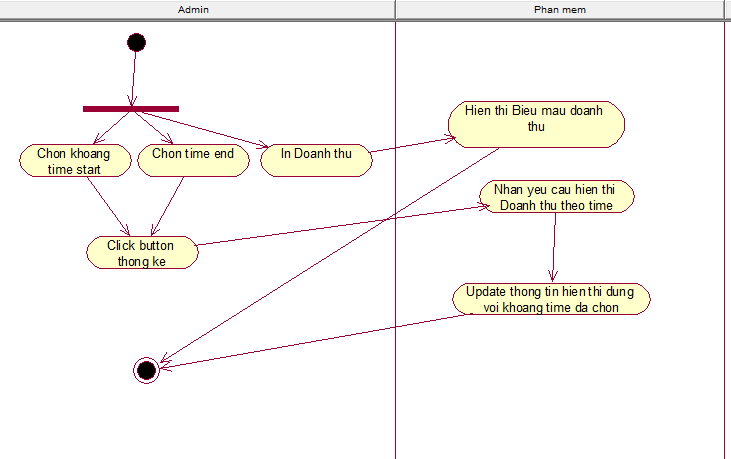 Admin
Phan mem
Hien thi Bieu mau doanh
thu
Chon khoang
time start
Chon time end
In Doanh thu
Nhan yeu cau hien thi
Doanh thu theo time
Click button
thong ke
Update thong tin hien thi dung
voi khoang time da chon